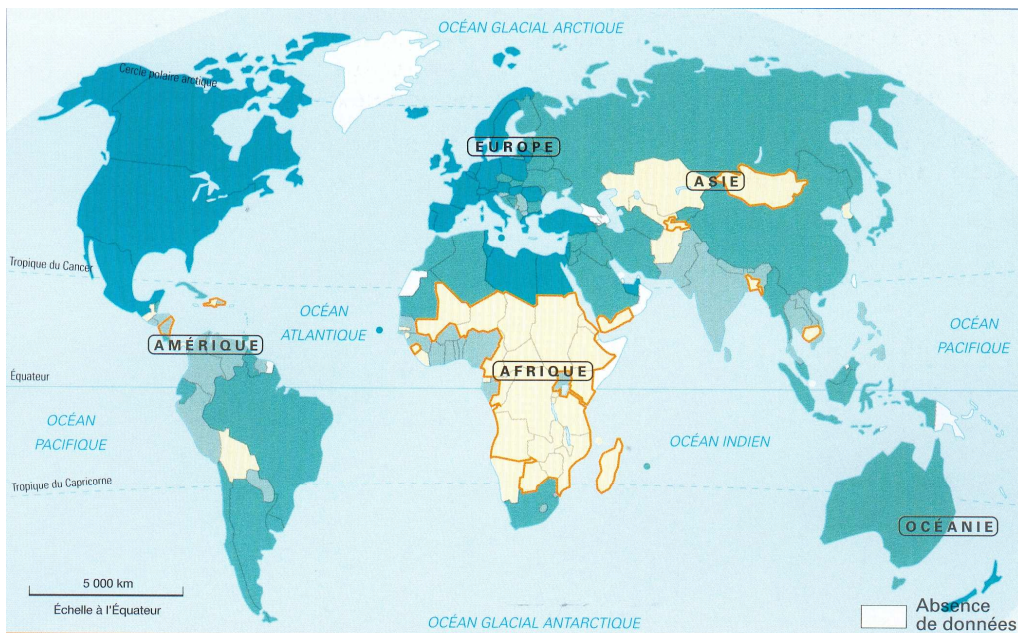 OCÉAN GLACIAL ARCTIQUE
Cercle polaire arctique
EUROPE
ASIE
Tropique du Cancer
OCÉAN
ATLANTIQUE
OCÉAN
PACIFIQUE
AMÉRIQUE
AFRIQUE
Équateur
OCÉAN
PACIFIQUE
OCÉAN INDIEN
Tropique du Capricorne
OCÉANIE
5 000 km
Échelle à l'Équateur
Absence
de données
OCÉAN GLACIAL ANTARCTIQUE